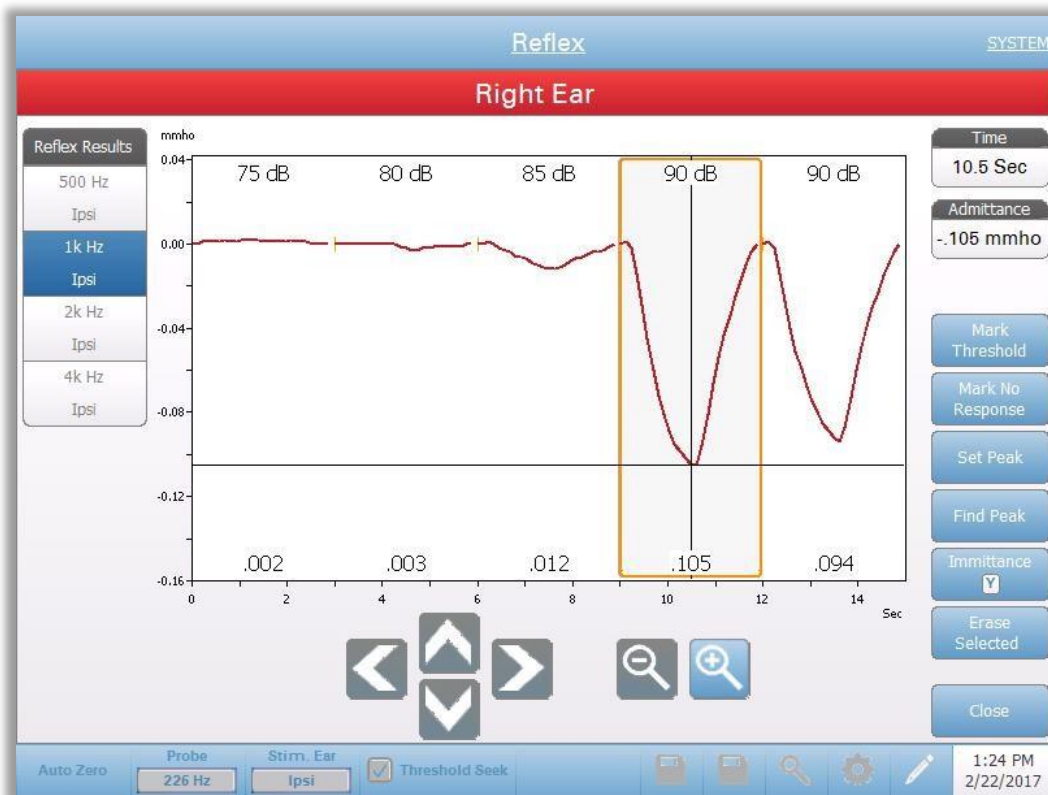 Reflex
SYSTEM
Right Ear
Reflex Results
500 Hz
Ipsi
1k Hz
Ipsi
2k Hz
Ipsi
4k Hz
Ipsi
mmho
0.04
0.00
-0.04
-0.08
-0.12
-0.16
75 dB 80 dB 85 dB 90 dB 90 dB
.002 .003 .012 .105 .094
0 2 4 6 8 10 12 14
Sec
Time
10.5 Sec
Admittance
-.105 mmho
Mark
Threshold
Mark No
Response
Set Peak
Find Peak
Immittance
Y
Erase
Selected
Close
Auto Zero
Probe
226 Hz
Stim. Ear
Ipsi
Threshold Seek
1:24 PM
2/22/2017